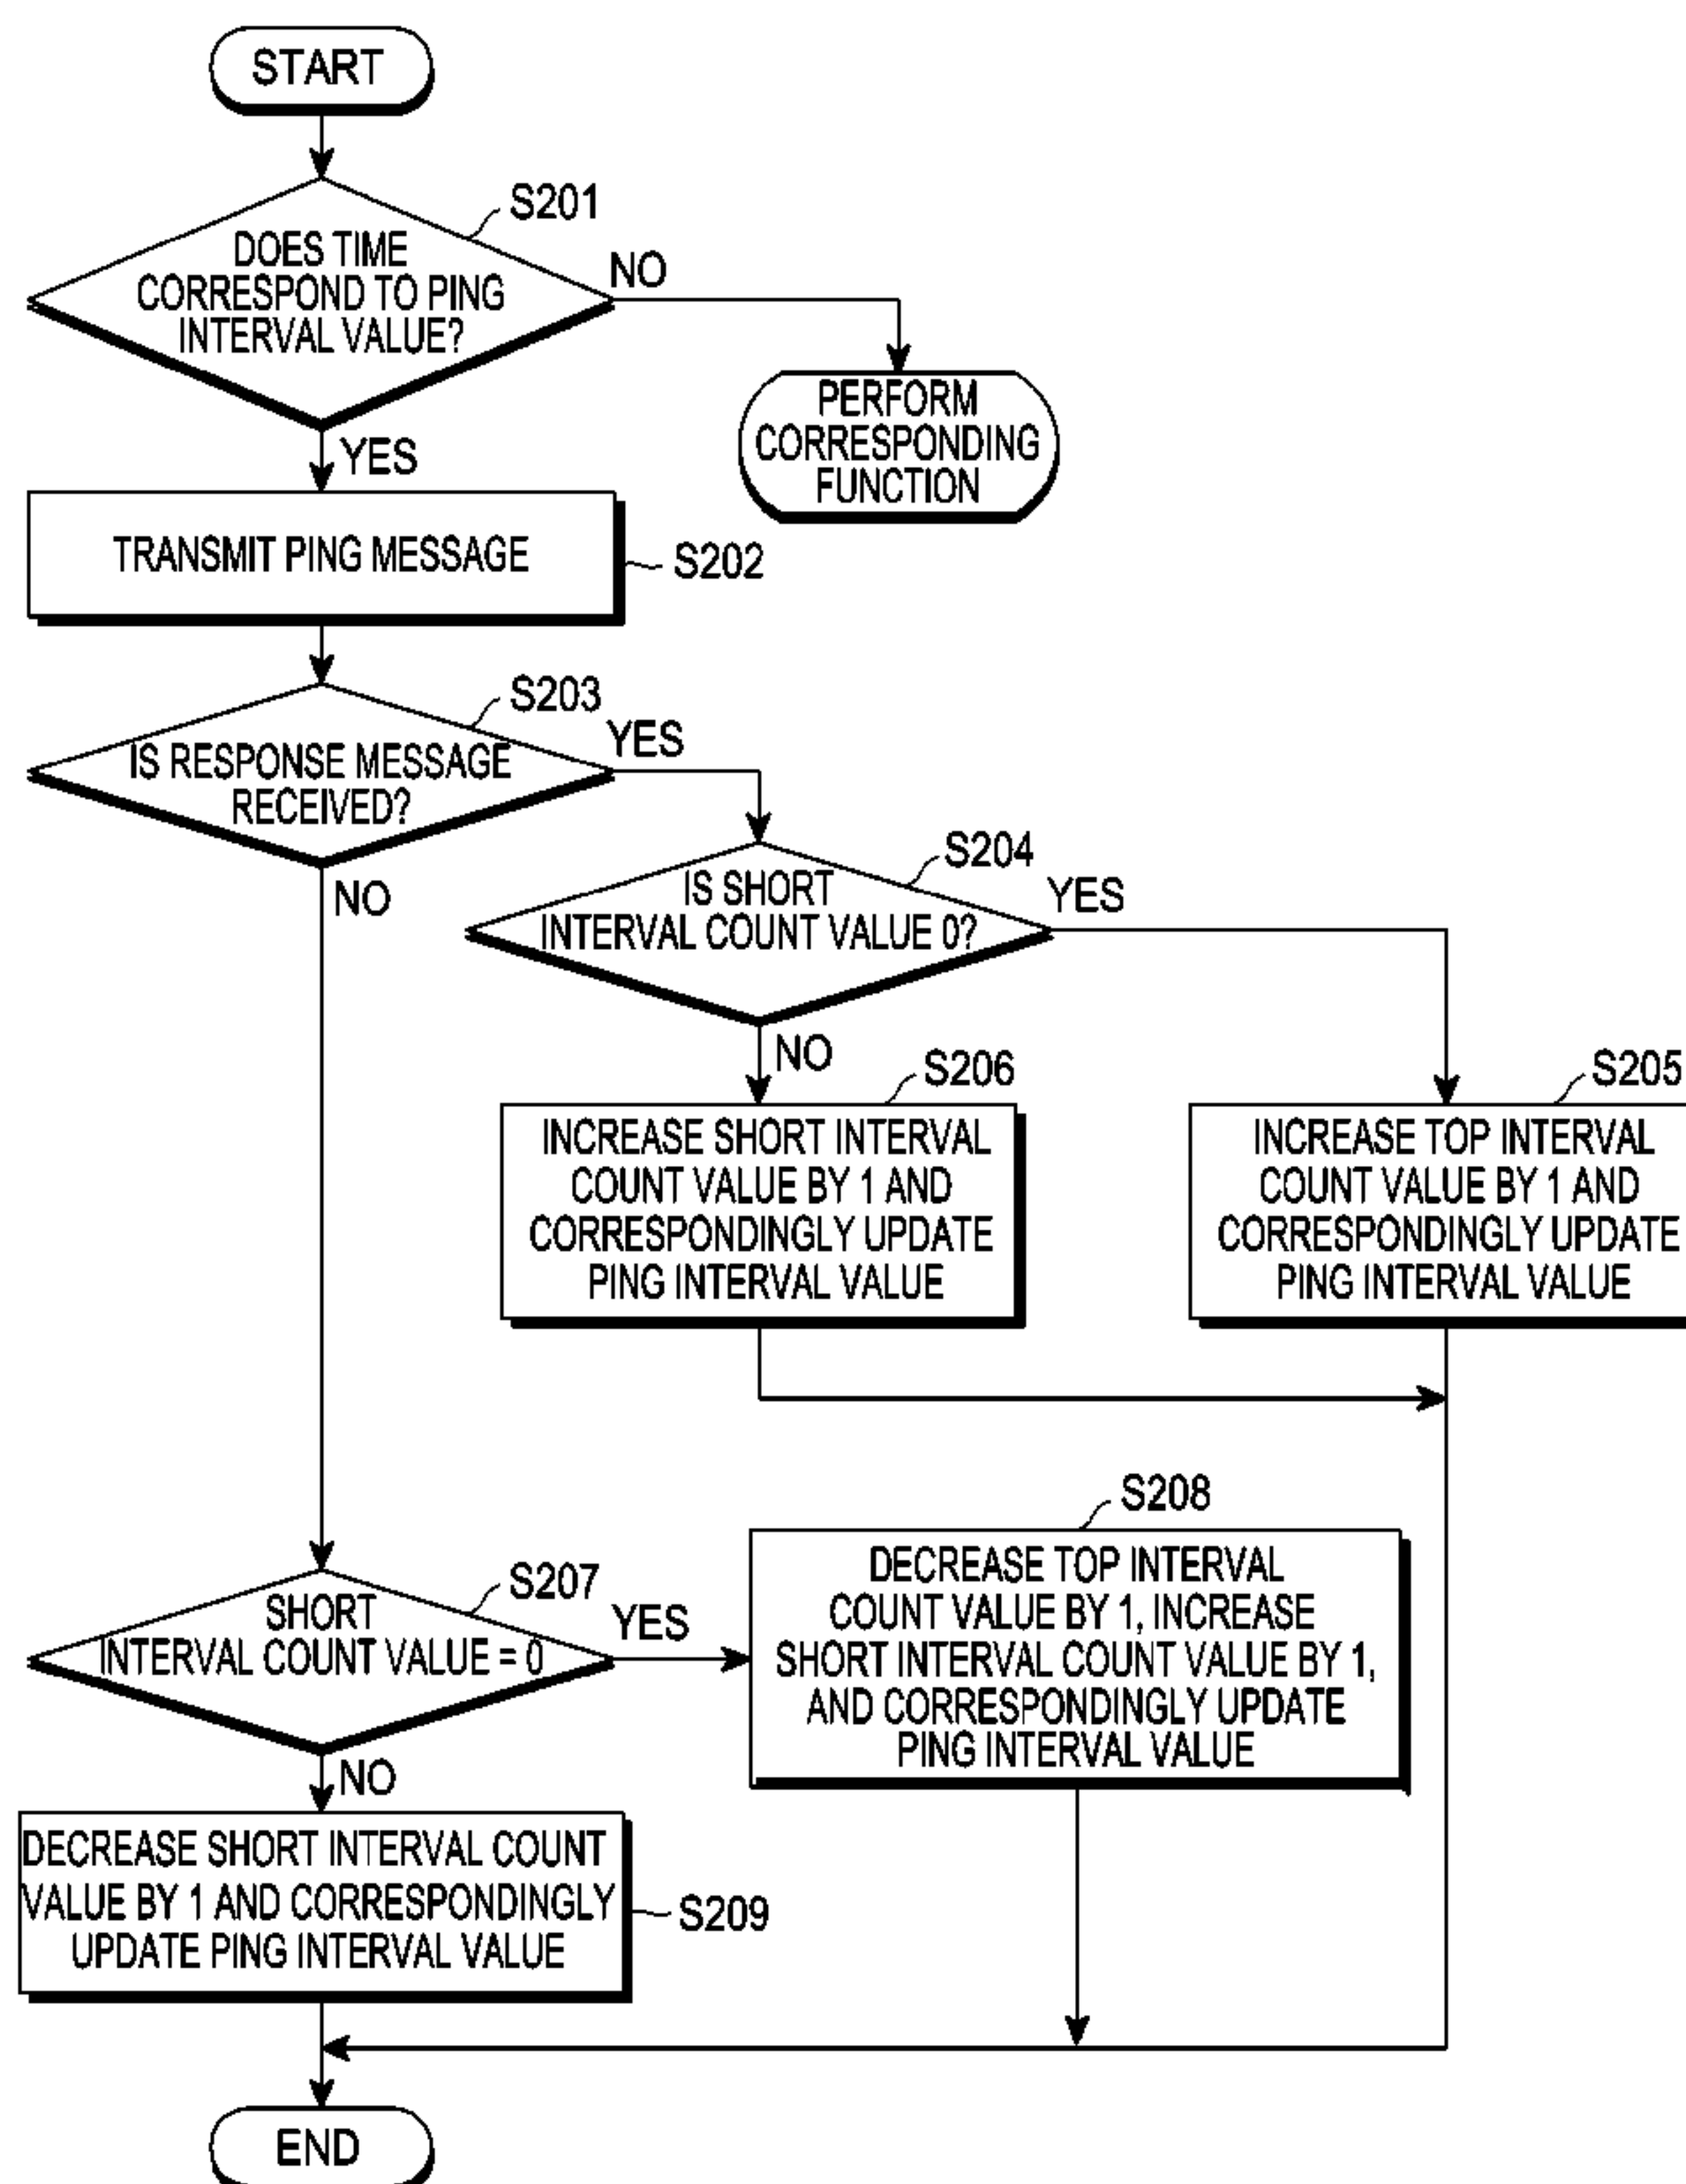 START
S201
DOES TIME
CORRESPOND TO PING
INTERVAL VALUE?
NO
PERFORM
CORRESPONDING
FUNCTION
YES
TRANSMIT PING MESSAGE
S202
S203
IS RESPONSE MESSAGE
RECEIVED?
YES
NO
S204
IS SHORT
INTERVAL COUNT VALUE 0?
YES
NO
S206
INCREASE SHORT INTERVAL
COUNT VALUE BY 1 AND
CORRESPONDINGLY UPDATE
PING INTERVAL VALUE
S205
INCREASE TOP INTERVAL
COUNT VALUE BY 1 AND
CORRESPONDINGLY UPDATE
PING INTERVAL VALUE
S207
SHORT
INTERVAL COUNT VALUE = 0
YES
NO
S208
DECREASE TOP INTERVAL
COUNT VALUE BY 1, INCREASE
SHORT INTERVAL COUNT VALUE BY 1,
AND CORRESPONDINGLY UPDATE
PING INTERVAL VALUE
DECREASE SHORT INTERVAL COUNT
VALUE BY 1 AND CORRESPONDINGLY
UPDATE PING INTERVAL VALUE
S209
END